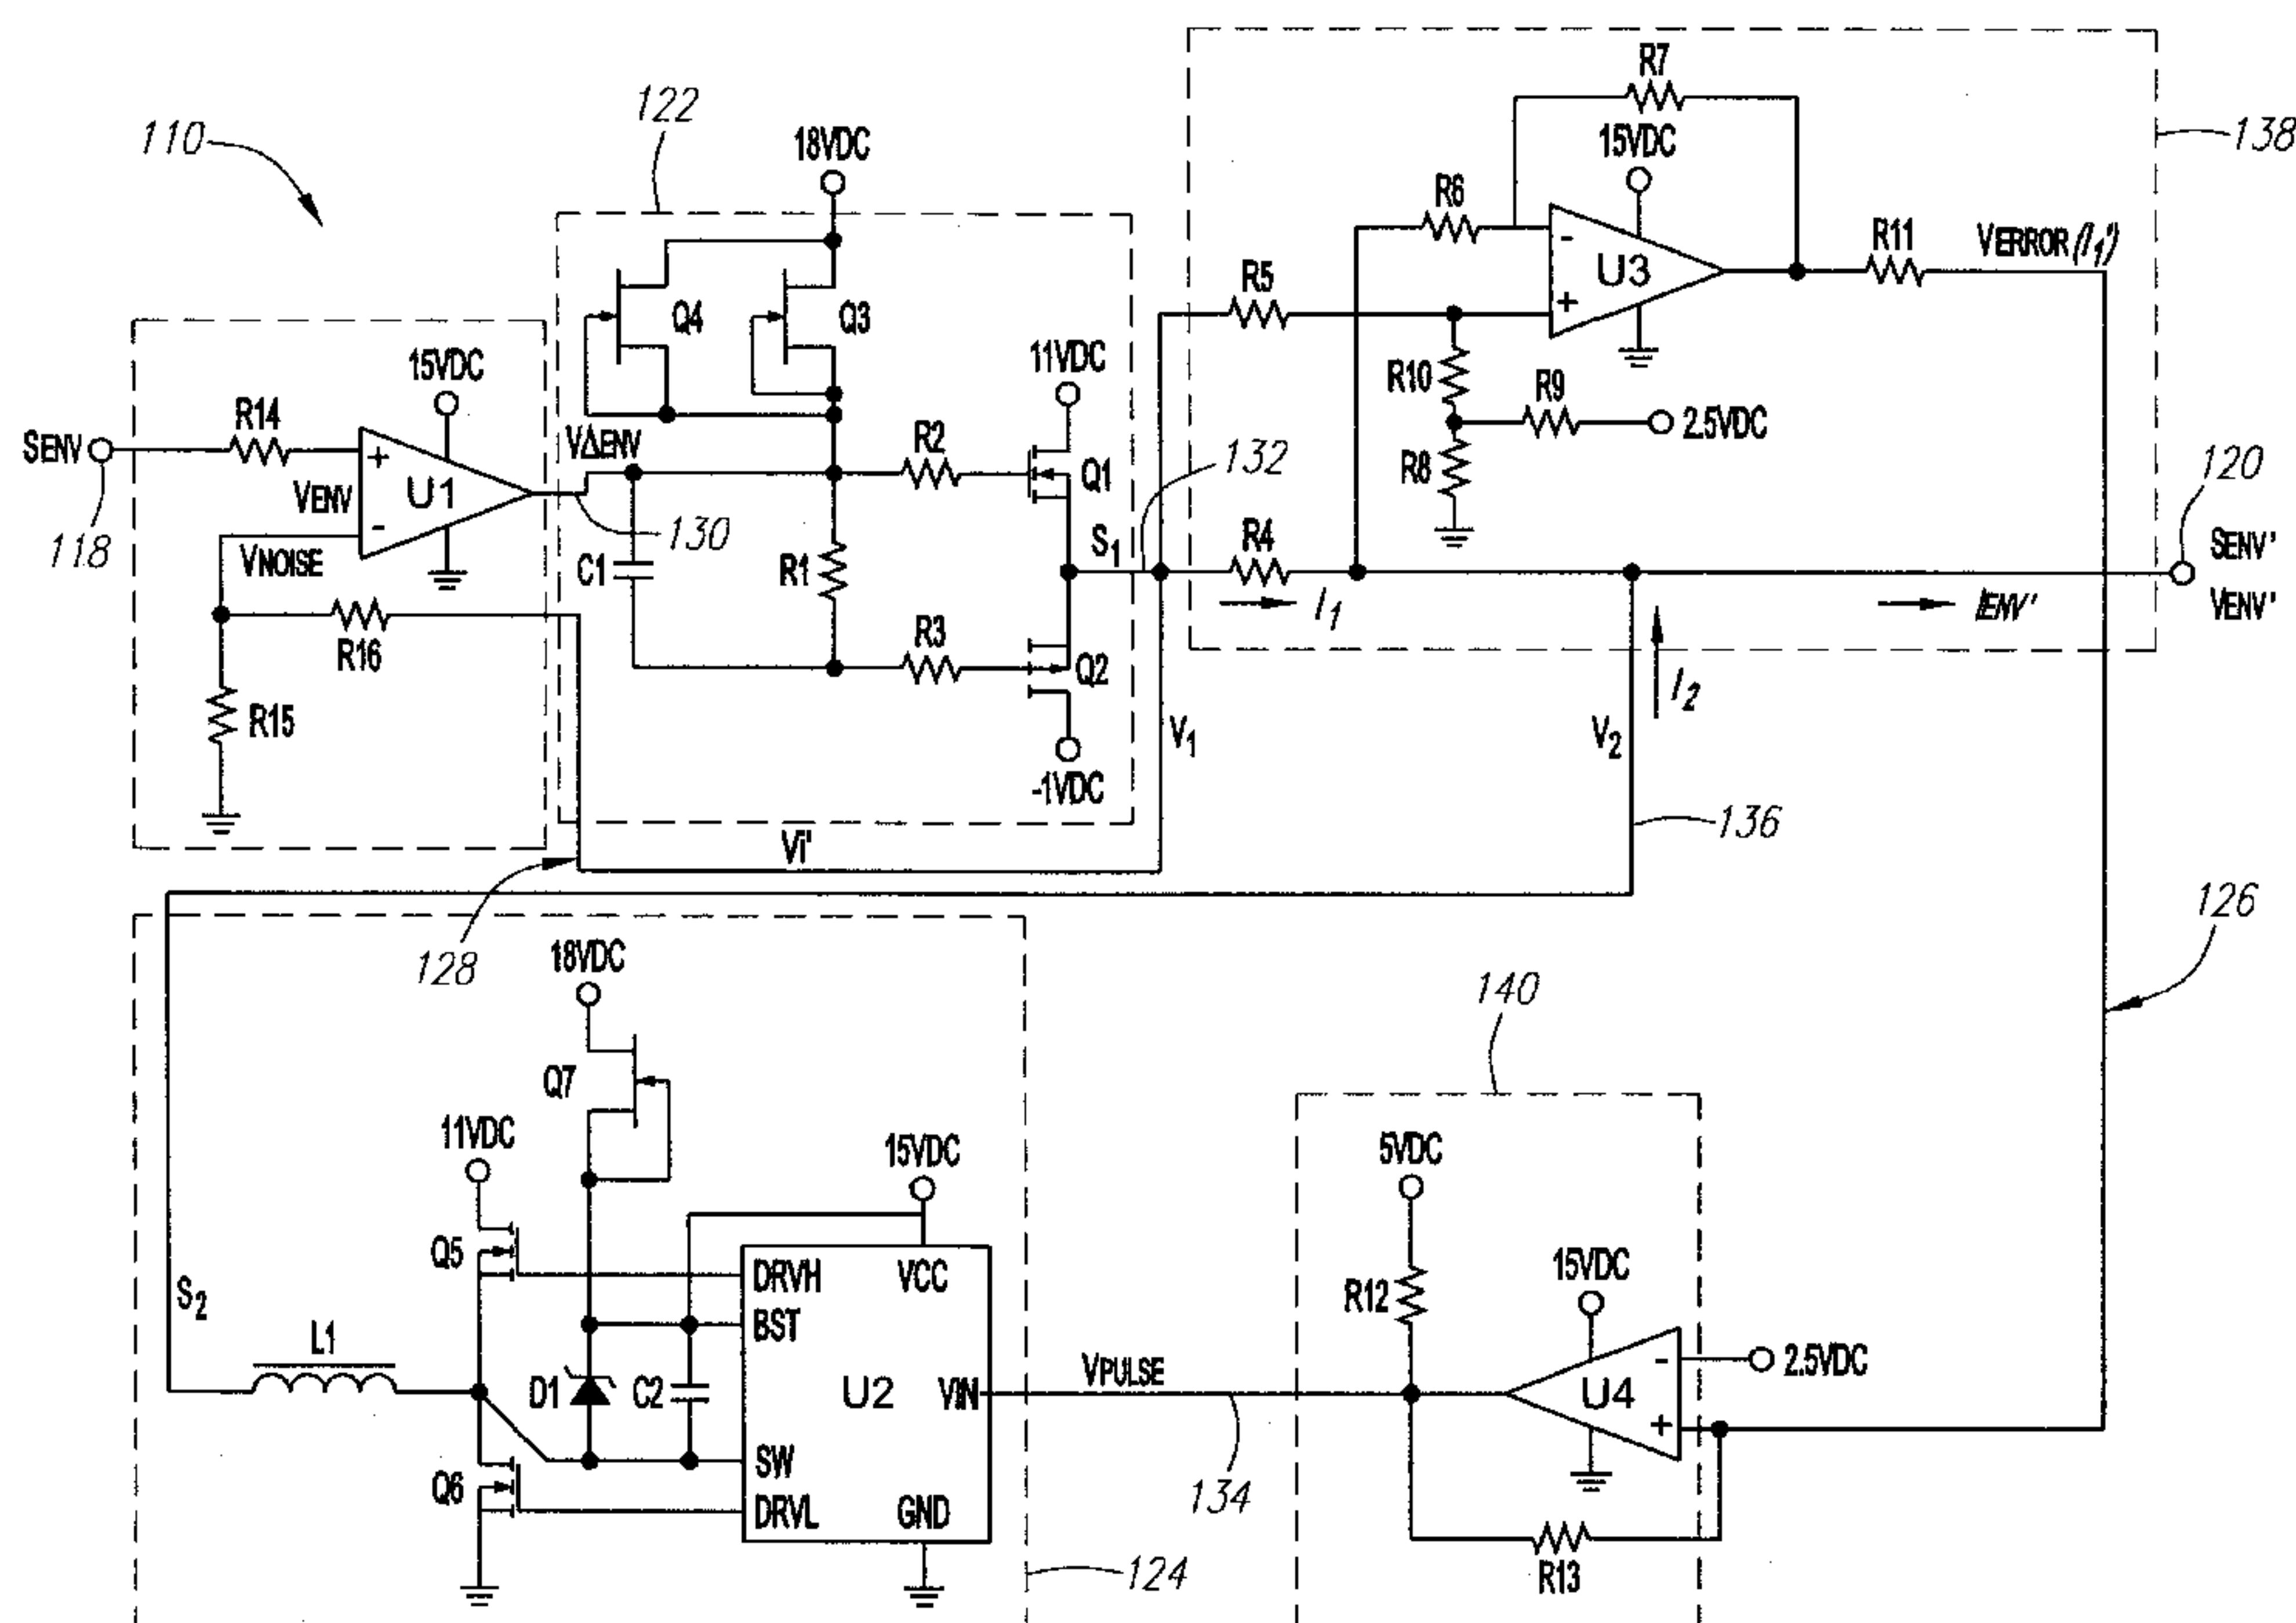 110
122
18VDC
Q4
Q3
11VDC
15VDC
R14
SENV
118
VENV
+
U1
-
VNOISE
R16
R15
VΔENV
130
C1
R1
R2
R3
Q1
Q2
-1VDC
S1
132
V1
Vi'
128
R7
15VDC
138
R6
-
U3
+
R5
R11
VERROR(I1')
R10
R9
2.5VDC
R8
R4
I1
I2
V2
IENV'
120
SENV'
VENV'
136
126
18VDC
Q7
11VDC
15VDC
Q5
DRVH
VCC
BST
S2
L1
D1
C2
U2
VIN
SW
Q6
DRVL
GND
124
VPULSE
134
140
5VDC
R12
15VDC
-
2.5VDC
U4
+
R13